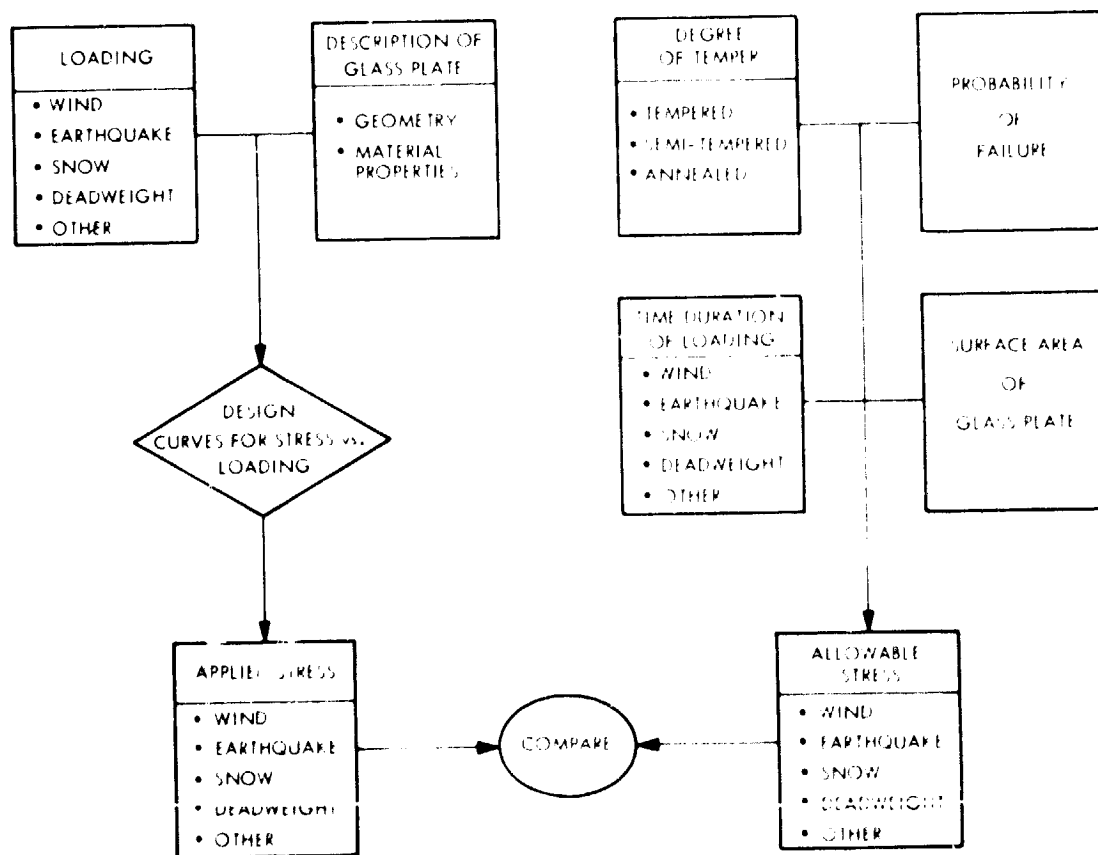 LOADING
• WIND
• EARTHQUAKE
• SNOW
• DEADWEIGHT
• OTHER
DESCRIPTION OF
GLASS PLATE
• GEOMETRY
• MATERIAL
PROPERTIES
DEGREE
OF TEMPER
• TEMPERED
• SEMI-TEMPERED
• ANNEALED
PROBABILITY
OF
FAILURE
TIME DURATION
OF LOADING
• WIND
• EARTHQUAKE
• SNOW
• DEADWEIGHT
• OTHER
SURFACE AREA
OF
GLASS PLATE
DESIGN
CURVES FOR STRESS vs.
LOADING
APPLIED STRESS
• WIND
• EARTHQUAKE
• SNOW
• DEADWEIGHT
• OTHER
COMPARE
ALLOWABLE
STRESS
• WIND
• EARTHQUAKE
• SNOW
• DEADWEIGHT
• OTHER